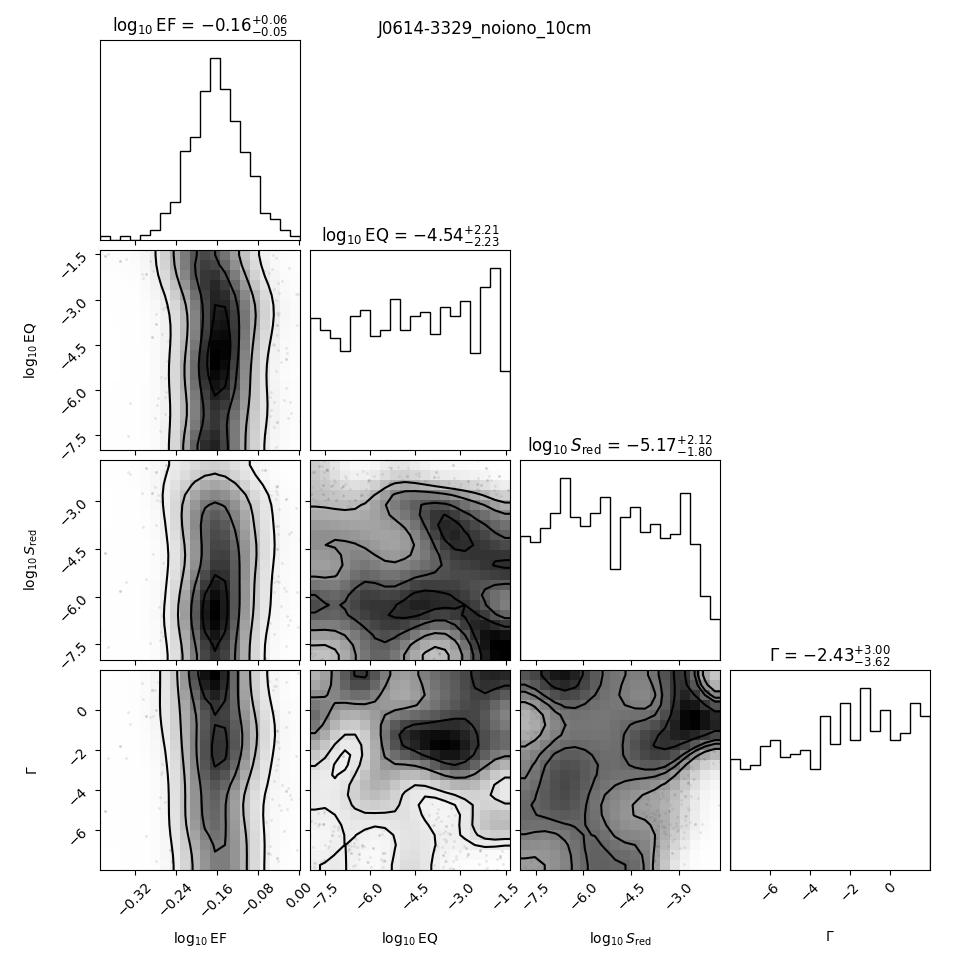 J0614-3329_noiono_10cm
log₁₀ EF = −0.16 +0.06 −0.05
log₁₀ EQ = −4.54 +2.21 −2.23
log₁₀ EQ
−1.5
−3.0
−4.5
−6.0
−7.5
log₁₀ S_red = −5.17 +2.12 −1.80
log₁₀ S_red
−3.0
−4.5
−6.0
−7.5
Γ = −2.43 +3.00 −3.62
Γ
0
−2
−4
−6
−0.32 −0.24 −0.16 −0.08 0.00 −7.5 −6.0 −4.5 −3.0 −1.5 −7.5 −6.0 −4.5 −3.0 −6 −4 −2 0
log₁₀ EF log₁₀ EQ log₁₀ S_red Γ